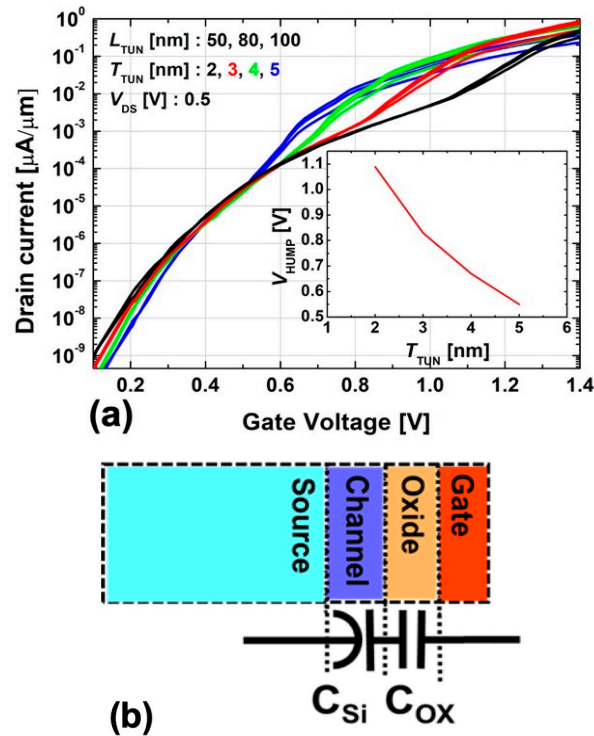 10⁰
10⁻¹
10⁻²
10⁻³
10⁻⁴
10⁻⁵
10⁻⁶
10⁻⁷
10⁻⁸
10⁻⁹
Drain current [μA/μm]
L_TUN [nm] : 50, 80, 100
T_TUN [nm] : 2, 3, 4, 5
V_DS [V] : 0.5
1.1
1.0
0.9
0.8
0.7
0.6
0.5
V_HUMP [V]
1 2 3 4 5 6
T_TUN [nm]
0.2 0.4 0.6 0.8 1.0 1.2 1.4
(a)
Gate Voltage [V]
Source
Channel
Oxide
Gate
C_Si C_OX
(b)